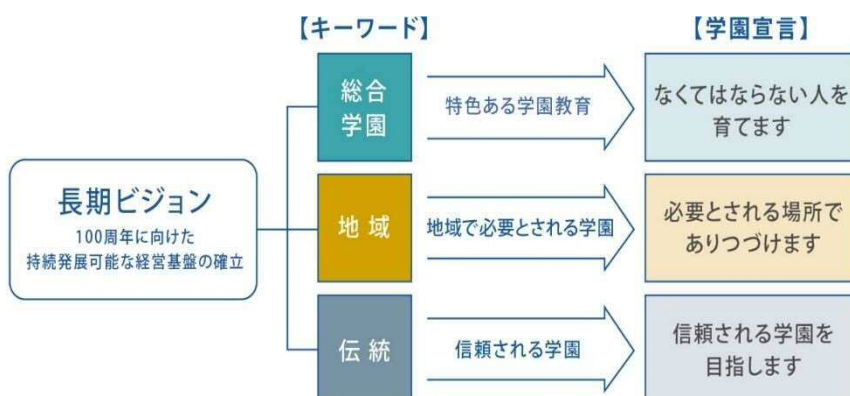 【キーワード】
【学園宣言】
長期ビジョン
100周年に向けた
持続発展可能な経営基盤の確立
総合
学園
特色ある学園教育
なくてはならない人を
育てます
地域
地域で必要とされる学園
必要とされる場所で
ありつづけます
伝統
信頼される学園
信頼される学園を
目指します